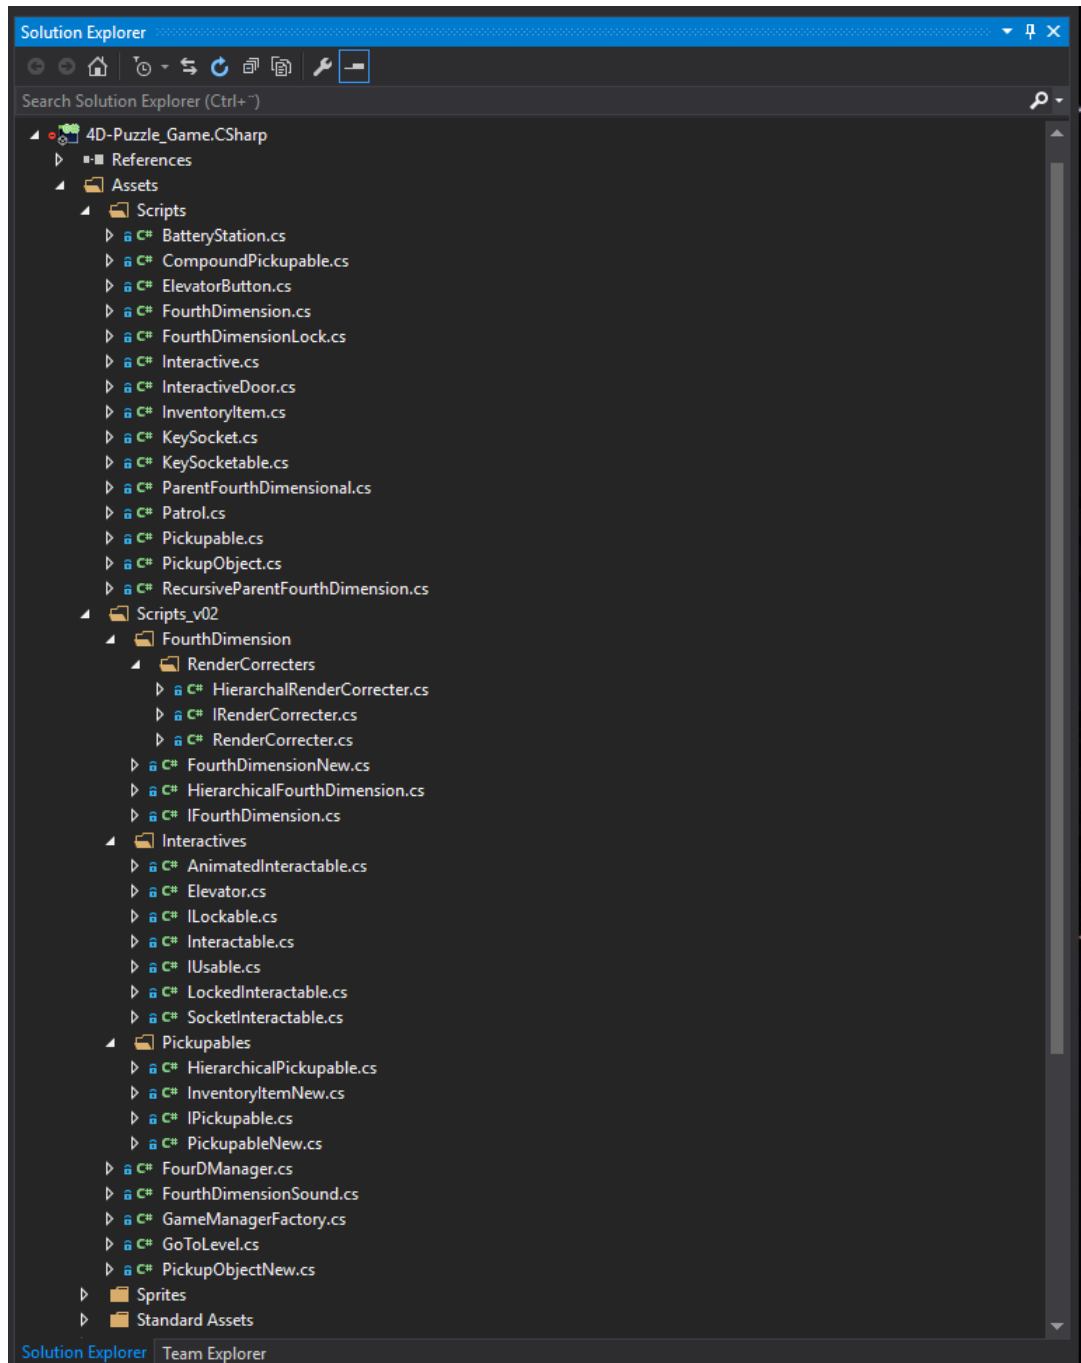 Solution Explorer
Search Solution Explorer (Ctrl+¨)
4D-Puzzle_Game.CSharp
References
Assets
Scripts
C# BatteryStation.cs
C# CompoundPickupable.cs
C# ElevatorButton.cs
C# FourthDimension.cs
C# FourthDimensionLock.cs
C# Interactive.cs
C# InteractiveDoor.cs
C# InventoryItem.cs
C# KeySocket.cs
C# KeySocketable.cs
C# ParentFourthDimensional.cs
C# Patrol.cs
C# Pickupable.cs
C# PickupObject.cs
C# RecursiveParentFourthDimension.cs
Scripts_v02
FourthDimension
RenderCorrecters
C# HierarchalRenderCorrecter.cs
C# IRenderCorrecter.cs
C# RenderCorrecter.cs
C# FourthDimensionNew.cs
C# HierarchicalFourthDimension.cs
C# IFourthDimension.cs
Interactives
C# AnimatedInteractable.cs
C# Elevator.cs
C# ILockable.cs
C# Interactable.cs
C# IUsable.cs
C# LockedInteractable.cs
C# SocketInteractable.cs
Pickupables
C# HierarchicalPickupable.cs
C# InventoryItemNew.cs
C# IPickupable.cs
C# PickupableNew.cs
C# FourDManager.cs
C# FourthDimensionSound.cs
C# GameManagerFactory.cs
C# GoToLevel.cs
C# PickupObjectNew.cs
Sprites
Standard Assets
Solution Explorer Team Explorer